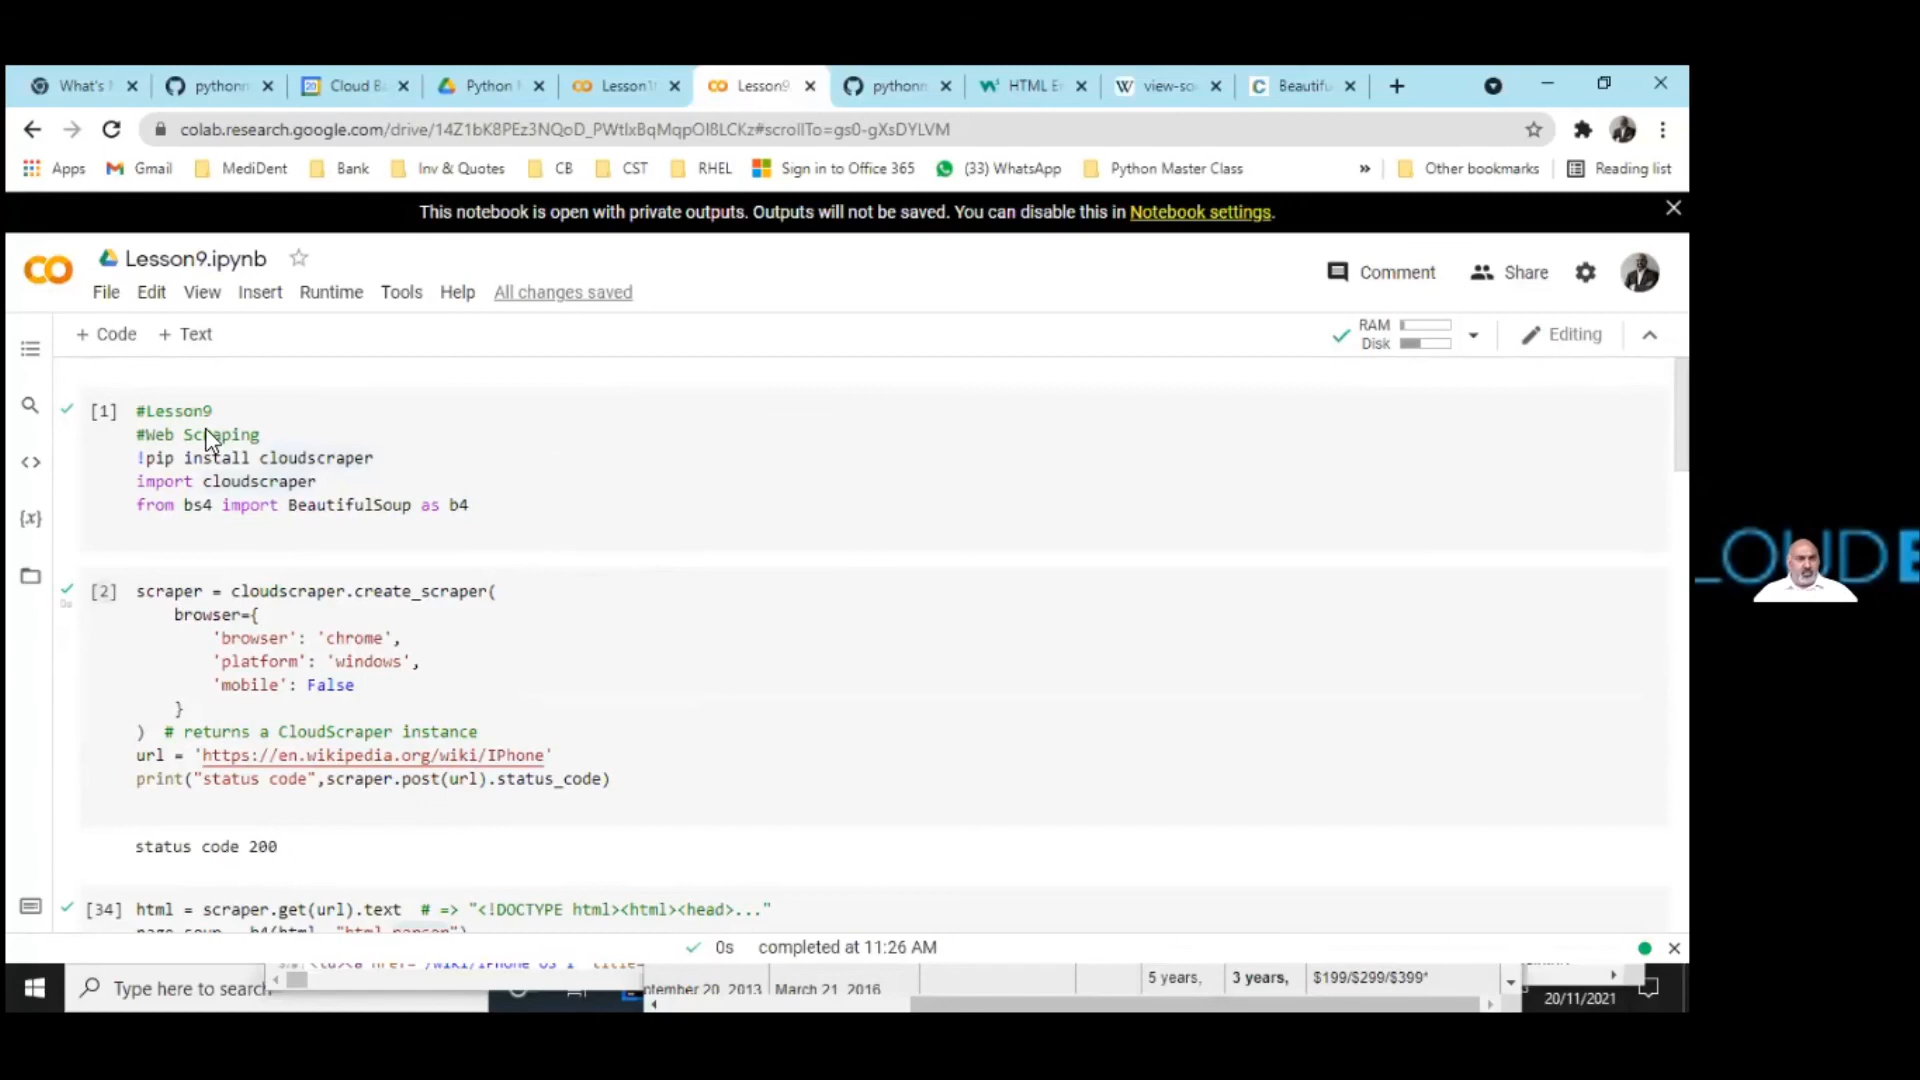 What's
pythonn
Cloud B
Python
Lesson1
Lesson9
pythonn
HTML E
view-so
Beautifu
colab.research.google.com/drive/14Z1bK8PEz3NQoD_PWtlxBqMqpOI8LCKz#scrollTo=gs0-gXsDYLVM
Apps
Gmail
MediDent
Bank
Inv & Quotes
CB
CST
RHEL
Sign in to Office 365
(33) WhatsApp
Python Master Class
»
Other bookmarks
Reading list
This notebook is open with private outputs. Outputs will not be saved. You can disable this in Notebook settings.
CO
Lesson9.ipynb
Comment
Share
File Edit View Insert Runtime Tools Help All changes saved
+ Code + Text
RAM
Disk
Editing
[1]
#Lesson9
#Web Scraping
!pip install cloudscraper
import cloudscraper
from bs4 import BeautifulSoup as b4
[2]
scraper = cloudscraper.create_scraper(
browser={
'browser': 'chrome',
'platform': 'windows',
'mobile': False
}
) # returns a CloudScraper instance
url = 'https://en.wikipedia.org/wiki/IPhone'
print("status code",scraper.post(url).status_code)
0s
status code 200
[34]
html = scraper.get(url).text # => "<!DOCTYPE html><html><head>..."
0s completed at 11:26 AM
Type here to search
tember 20, 2013
March 21, 2016
5 years,
3 years,
$199/$299/$399*
20/11/2021
LOUD